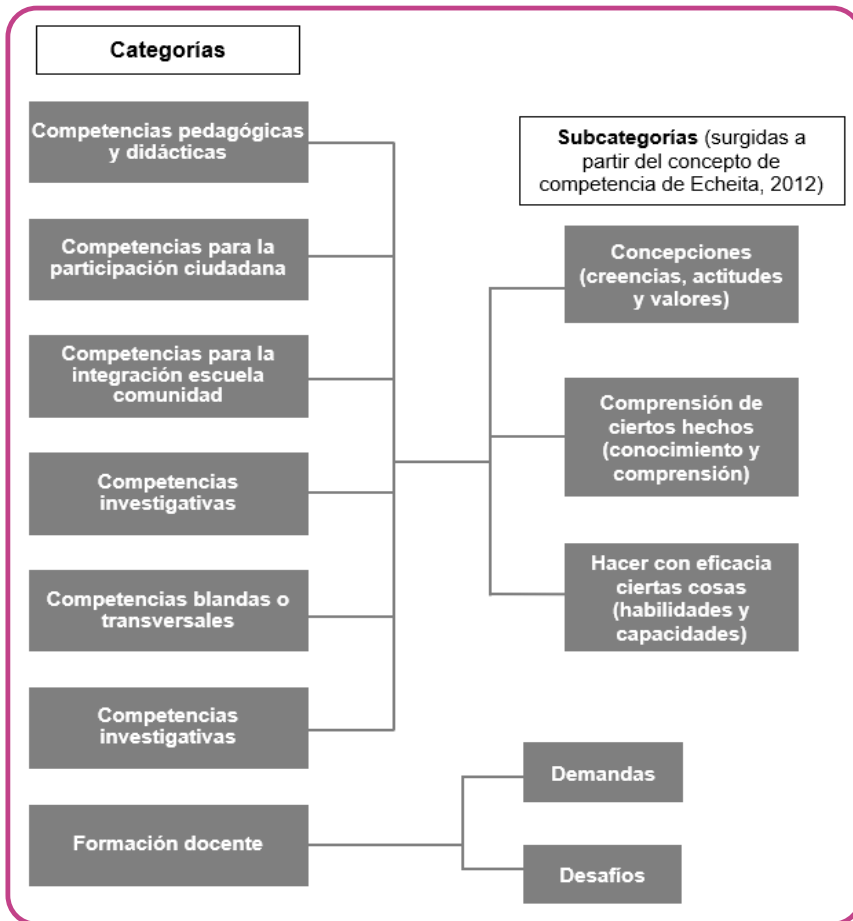 Categorías
Competencias pedagógicas
y didácticas
Competencias para la
participación ciudadana
Competencias para la
integración escuela
comunidad
Competencias
investigativas
Competencias blandas o
transversales
Competencias
investigativas
Formación docente
Subcategorías (surgidas a
partir del concepto de
competencia de Echeita, 2012)
Concepciones
(creencias, actitudes
y valores)
Comprensión de
ciertos hechos
(conocimiento y
comprensión)
Hacer con eficacia
ciertas cosas
(habilidades y
capacidades)
Demandas
Desafíos